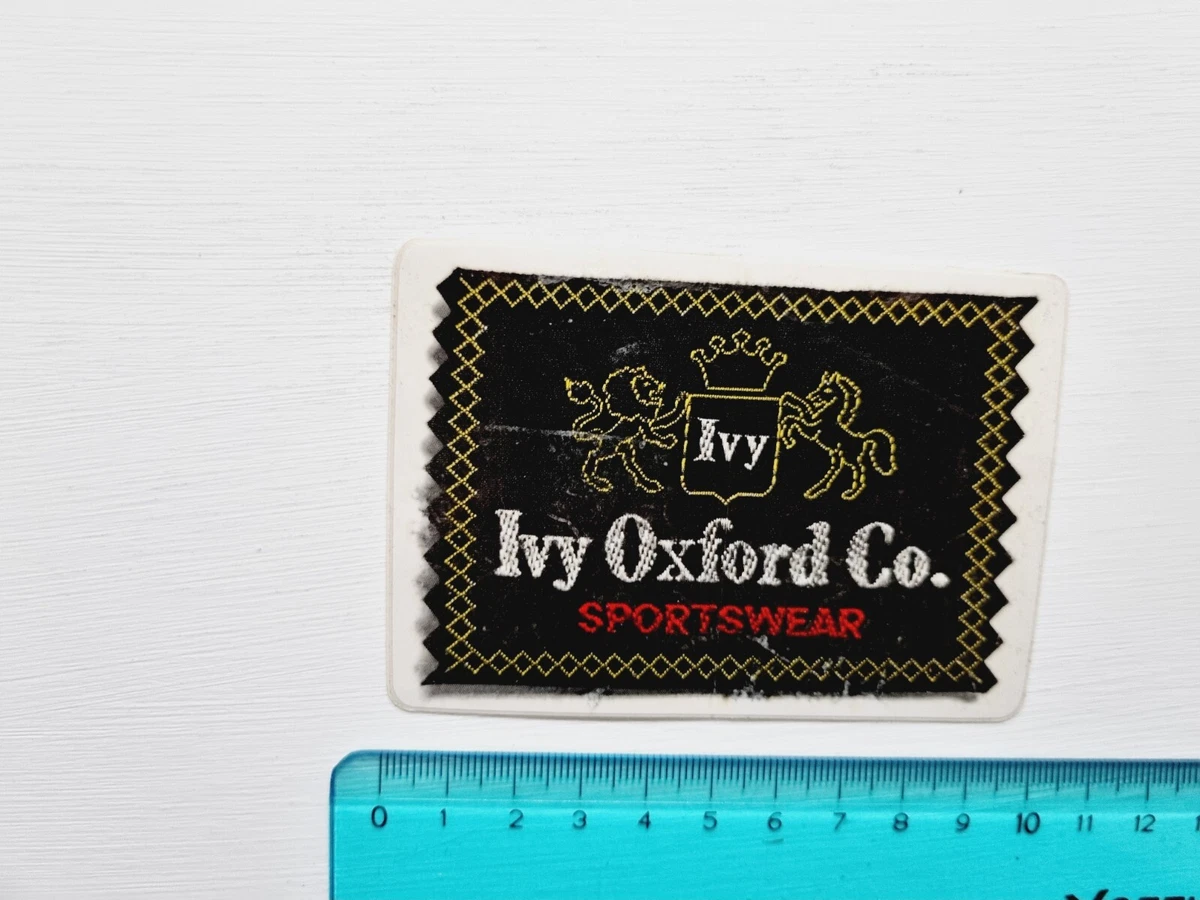 Ivy
Ivy Oxford Co.
SPORTSWEAR
0 1 2 3 4 5 6 7 8 9 10 11 12